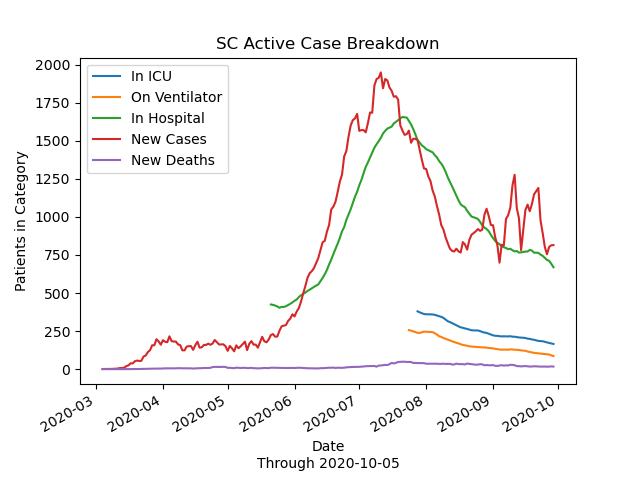 SC Active Case Breakdown
In ICU
On Ventilator
In Hospital
New Cases
New Deaths
Patients in Category
2000
1750
1500
1250
1000
750
500
250
0
2020-03
2020-04
2020-05
2020-06
2020-07
2020-08
2020-09
2020-10
Date
Through 2020-10-05